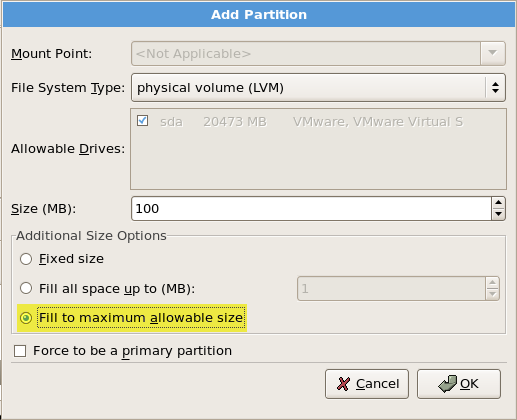 Add Partition
Mount Point: <Not Applicable>
File System Type: physical volume (LVM)
sda 20473 MB VMware, VMware Virtual S
Allowable Drives:
Size (MB): 100
Additional Size Options
Fixed size
Fill all space up to (MB): 1
Fill to maximum allowable size
Force to be a primary partition
Cancel OK